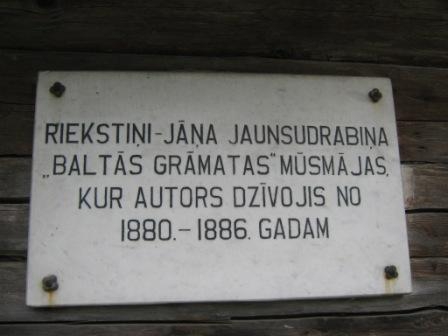 RIEKSTIŅI-JĀŅA JAUNSUDRABIŅA
„BALTĀS GRĀMATAS“ MŪSMĀJAS,
KUR AUTORS DZĪVOJIS NO
1880.–1886. GADAM